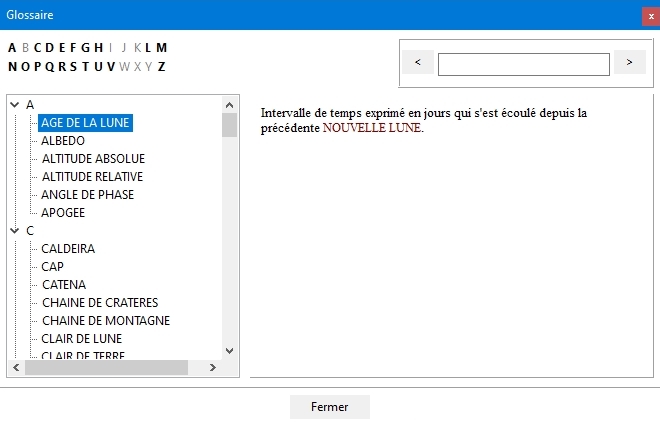 Glossaire
x
A B C D E F G H I J K L M
N O P Q R S T U V W X Y Z
< >
A
AGE DE LA LUNE
ALBEDO
ALTITUDE ABSOLUE
ALTITUDE RELATIVE
ANGLE DE PHASE
APOGEE
C
CALDEIRA
CAP
CATENA
CHAINE DE CRATERES
CHAINE DE MONTAGNE
CLAIR DE LUNE
CLAIR DE TERRE
Intervalle de temps exprimé en jours qui s'est écoulé depuis la
précédente NOUVELLE LUNE.
Fermer